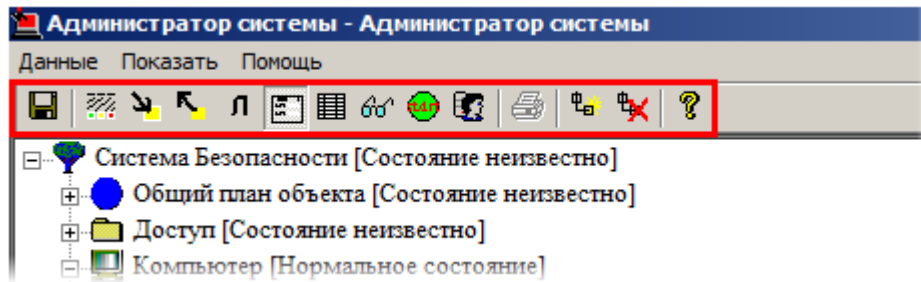 Администратор системы - Администратор системы
Данные Показать Помощь
Л
Система Безопасности [Состояние неизвестно]
Общий план объекта [Состояние неизвестно]
Доступ [Состояние неизвестно]
Компьютер [Нормальное состояние]